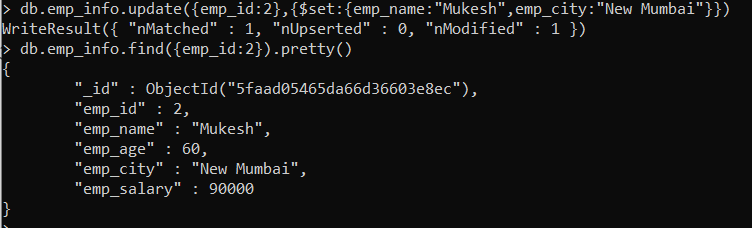 > db.emp_info.update({emp_id:2},{$set:{emp_name:"Mukesh",emp_city:"New Mumbai"}})
WriteResult({ "nMatched" : 1, "nUpserted" : 0, "nModified" : 1 })
> db.emp_info.find({emp_id:2}).pretty()
{
        "_id" : ObjectId("5faad05465da66d36603e8ec"),
        "emp_id" : 2,
        "emp_name" : "Mukesh",
        "emp_age" : 60,
        "emp_city" : "New Mumbai",
        "emp_salary" : 90000
}
>